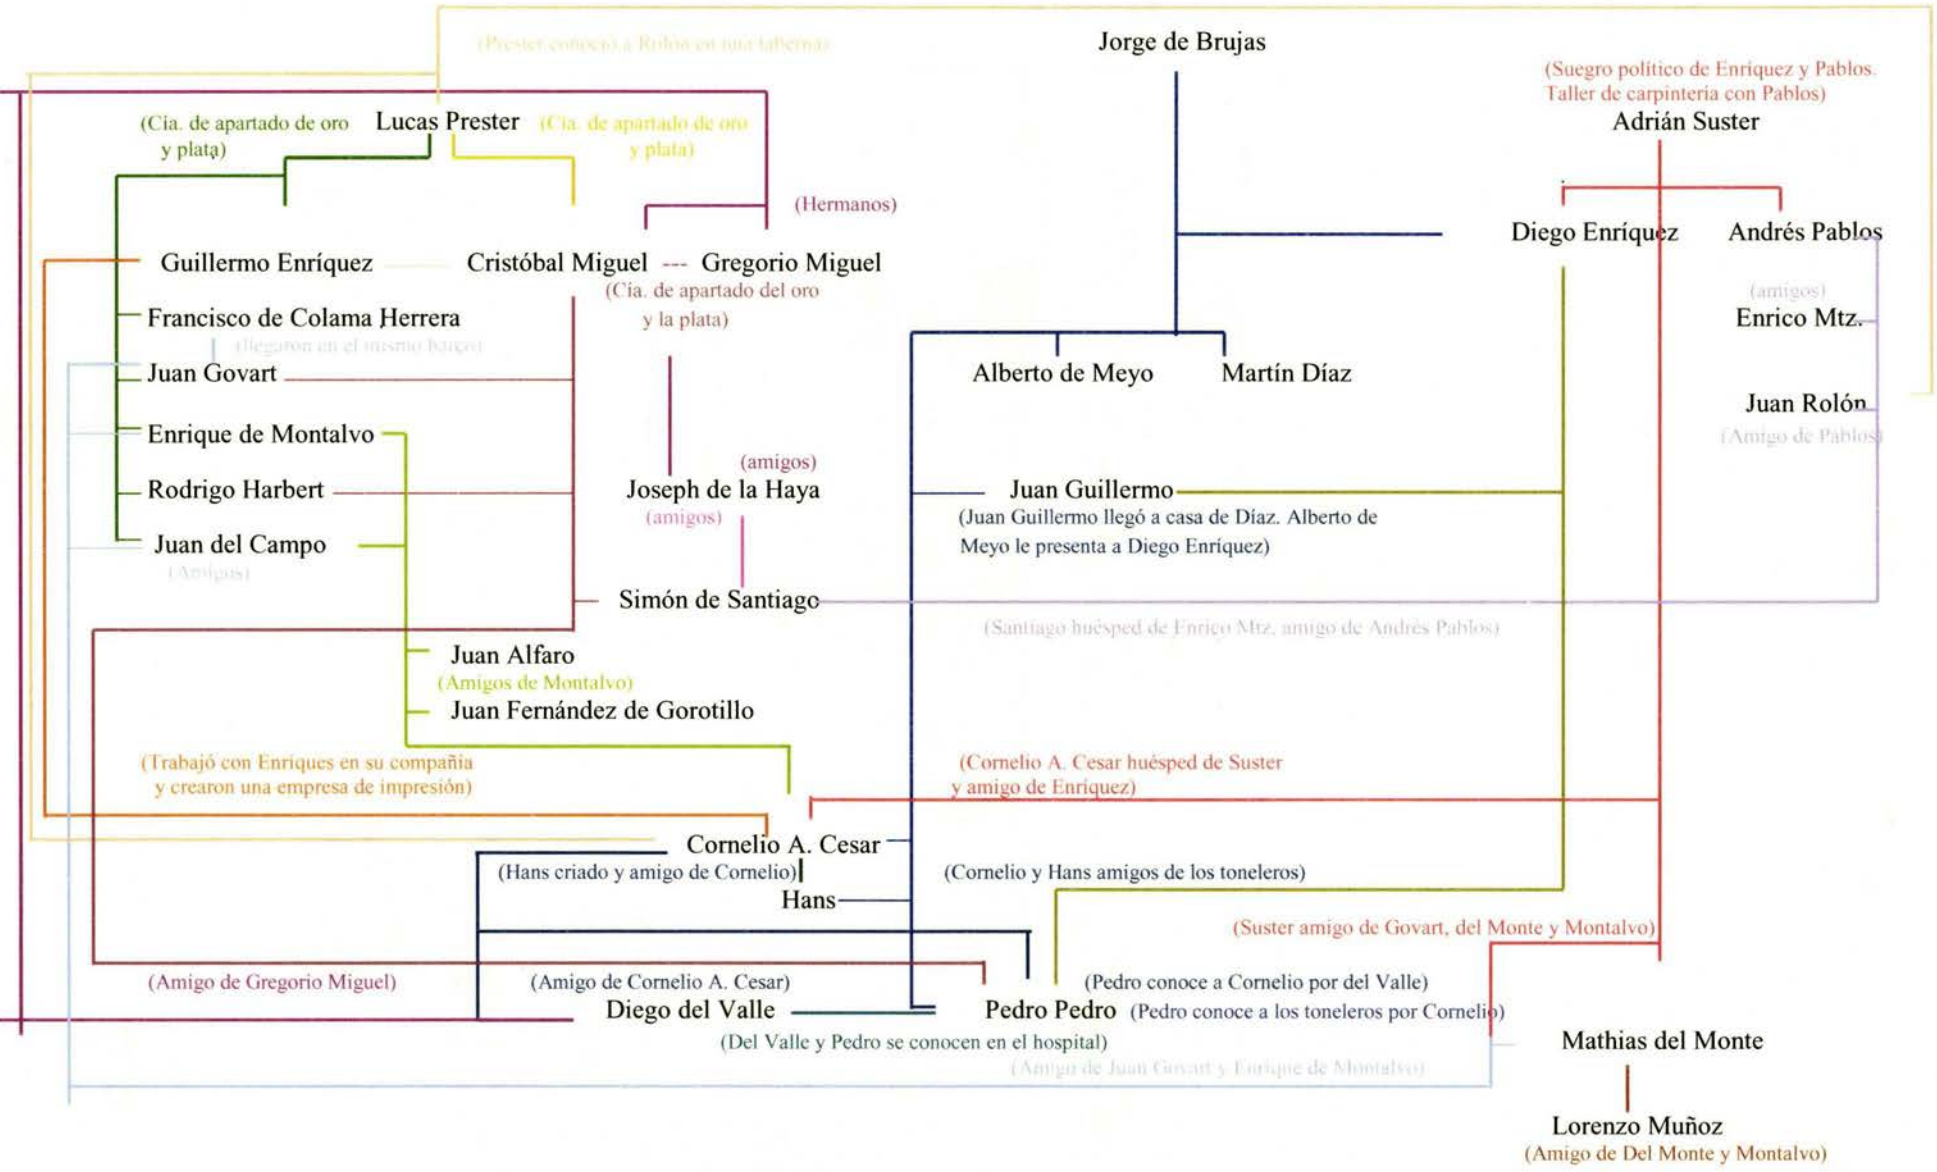 (Prester conoció a Rolón en una taberna)
Jorge de Brujas
(Suegro político de Enríquez y Pablos.
Taller de carpintería con Pablos)
Adrián Suster
(Cía. de apartado de oro
y plata)
Lucas Prester
(Cía. de apartado de oro
y plata)
(Hermanos)
Diego Enríquez
Andrés Pablos
Guillermo Enríquez
Cristóbal Miguel --- Gregorio Miguel
(Cía. de apartado del oro
y la plata)
(amigos)
Enrico Mtz.
Francisco de Colama Herrera
(llegaron en el mismo barco)
Juan Govart
Alberto de Meyo
Martín Díaz
Juan Rolón
(Amigo de Pablos)
Enrique de Montalvo
(amigos)
Rodrigo Harbert
Joseph de la Haya
(amigos)
Juan Guillermo
(Juan Guillermo llegó a casa de Díaz. Alberto de
Meyo le presenta a Diego Enríquez)
Juan del Campo
(Amigos)
Simón de Santiago
(Santiago huésped de Enrico Mtz, amigo de Andrés Pablos)
Juan Alfaro
(Amigos de Montalvo)
Juan Fernández de Gorotillo
(Trabajó con Enriques en su compañía
y crearon una empresa de impresión)
(Cornelio A. Cesar huésped de Suster
y amigo de Enríquez)
Cornelio A. Cesar
(Hans criado y amigo de Cornelio)
(Cornelio y Hans amigos de los toneleros)
Hans
(Suster amigo de Govart, del Monte y Montalvo)
(Amigo de Gregorio Miguel)
(Amigo de Cornelio A. Cesar)
(Pedro conoce a Cornelio por del Valle)
Diego del Valle
Pedro Pedro
(Pedro conoce a los toneleros por Cornelio)
(Del Valle y Pedro se conocen en el hospital)
Mathias del Monte
(Amigo de Juan Govart y Enrique de Montalvo)
Lorenzo Muñoz
(Amigo de Del Monte y Montalvo)